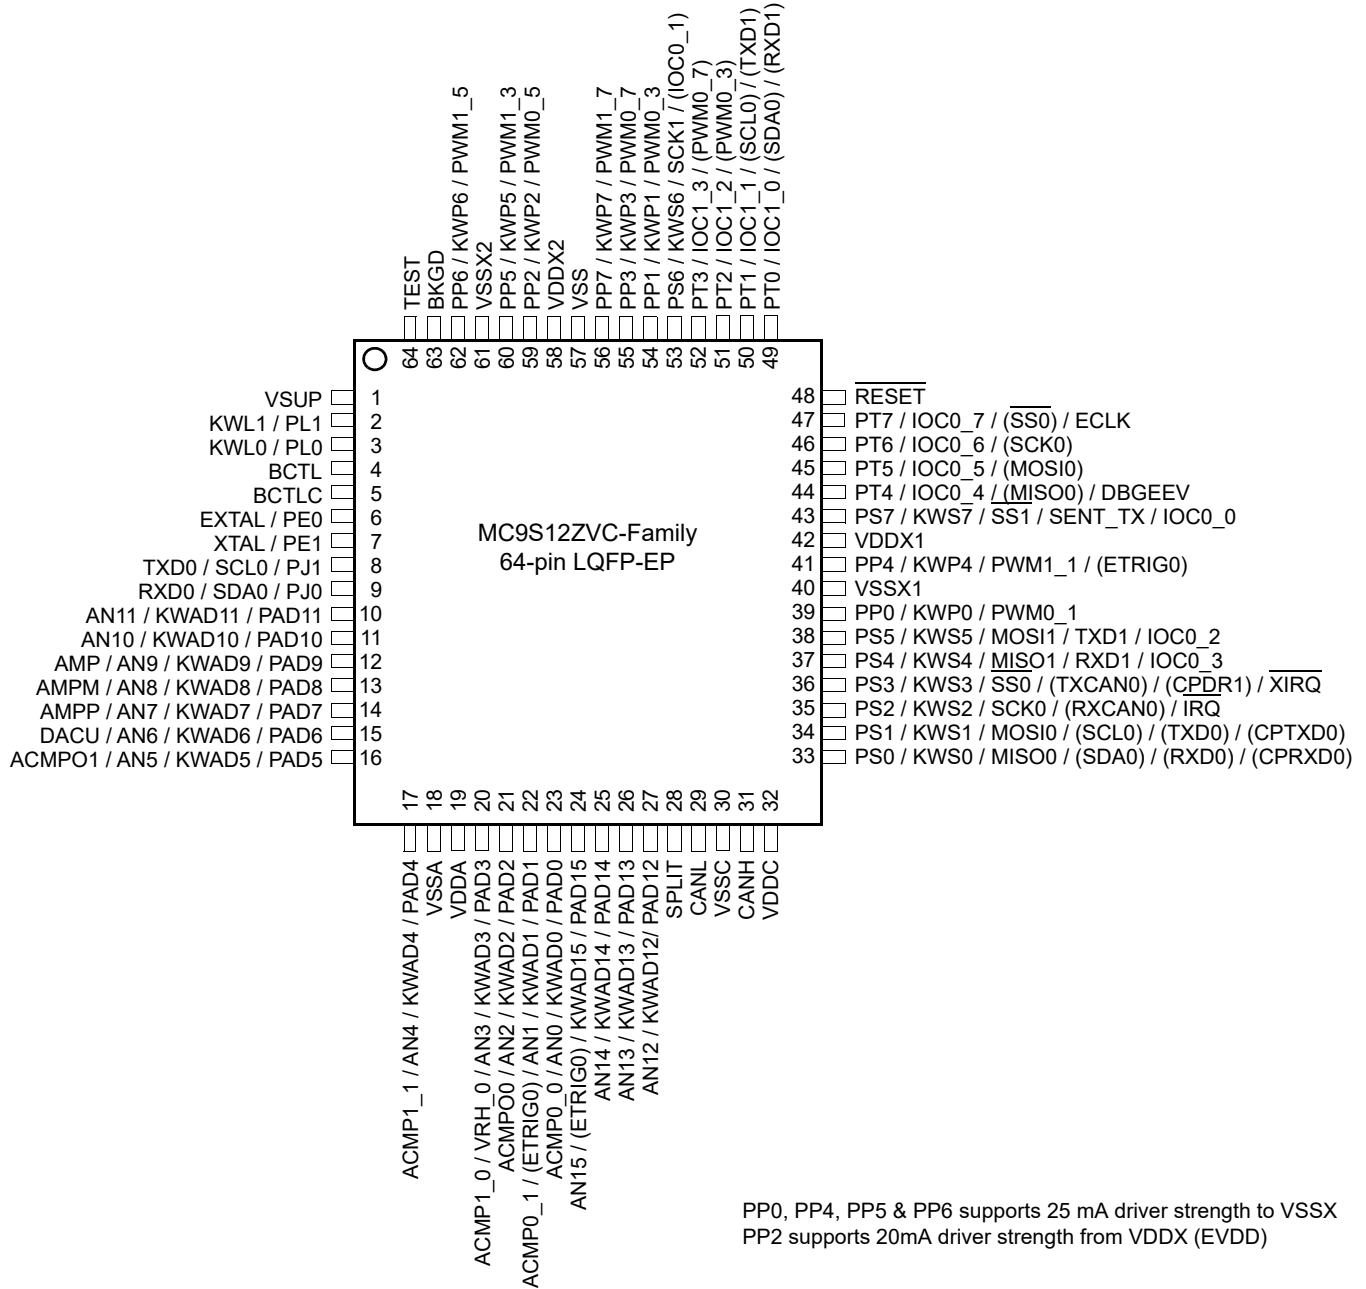 TEST
BKGD
PP6 / KWP6 / PWM1_5
VSSX2
PP5 / KWP5 / PWM1_3
PP2 / KWP2 / PWM0_5
VDDX2
VSS
PP7 / KWP7 / PWM1_7
PP3 / KWP3 / PWM0_7
PP1 / KWP1 / PWM0_3
PS6 / KWS6 / SCK1 / (IOC0_1)
PT3 / IOC1_3 / (PWM0_7)
PT2 / IOC1_2 / (PWM0_3)
PT1 / IOC1_1 / (SCL0) / (TXD1)
PT0 / IOC1_0 / (SDA0) / (RXD1)
64 63 62 61 60 59 58 57 56 55 54 53 52 51 50 49
VSUP 1
KWL1 / PL1 2
KWL0 / PL0 3
BCTL 4
BCTLC 5
EXTAL / PE0 6
XTAL / PE1 7
TXD0 / SCL0 / PJ1 8
RXD0 / SDA0 / PJ0 9
AN11 / KWAD11 / PAD11 10
AN10 / KWAD10 / PAD10 11
AMP / AN9 / KWAD9 / PAD9 12
AMPM / AN8 / KWAD8 / PAD8 13
AMPP / AN7 / KWAD7 / PAD7 14
DACU / AN6 / KWAD6 / PAD6 15
ACMPO1 / AN5 / KWAD5 / PAD5 16
MC9S12ZVC-Family
64-pin LQFP-EP
48 RESET
47 PT7 / IOC0_7 / (SS0) / ECLK
46 PT6 / IOC0_6 / (SCK0)
45 PT5 / IOC0_5 / (MOSI0)
44 PT4 / IOC0_4 / (MISO0) / DBGEEV
43 PS7 / KWS7 / SS1 / SENT_TX / IOC0_0
42 VDDX1
41 PP4 / KWP4 / PWM1_1 / (ETRIG0)
40 VSSX1
39 PP0 / KWP0 / PWM0_1
38 PS5 / KWS5 / MOSI1 / TXD1 / IOC0_2
37 PS4 / KWS4 / MISO1 / RXD1 / IOC0_3
36 PS3 / KWS3 / SS0 / (TXCAN0) / (CPDR1) / XIRQ
35 PS2 / KWS2 / SCK0 / (RXCAN0) / IRQ
34 PS1 / KWS1 / MOSI0 / (SCL0) / (TXD0) / (CPTXD0)
33 PS0 / KWS0 / MISO0 / (SDA0) / (RXD0) / (CPRXD0)
17 18 19 20 21 22 23 24 25 26 27 28 29 30 31 32
ACMP1_1 / AN4 / KWAD4 / PAD4
VSSA
VDDA
ACMP1_0 / VRH_0 / AN3 / KWAD3 / PAD3
ACMPO0 / AN2 / KWAD2 / PAD2
ACMP0_1 / (ETRIG0) / AN1 / KWAD1 / PAD1
ACMP0_0 / AN0 / KWAD0 / PAD0
AN15 / (ETRIG0) / KWAD15 / PAD15
AN14 / KWAD14 / PAD14
AN13 / KWAD13 / PAD13
AN12 / KWAD12/ PAD12
SPLIT
CANL
VSSC
CANH
VDDC
PP0, PP4, PP5 & PP6 supports 25 mA driver strength to VSSX
PP2 supports 20mA driver strength from VDDX (EVDD)